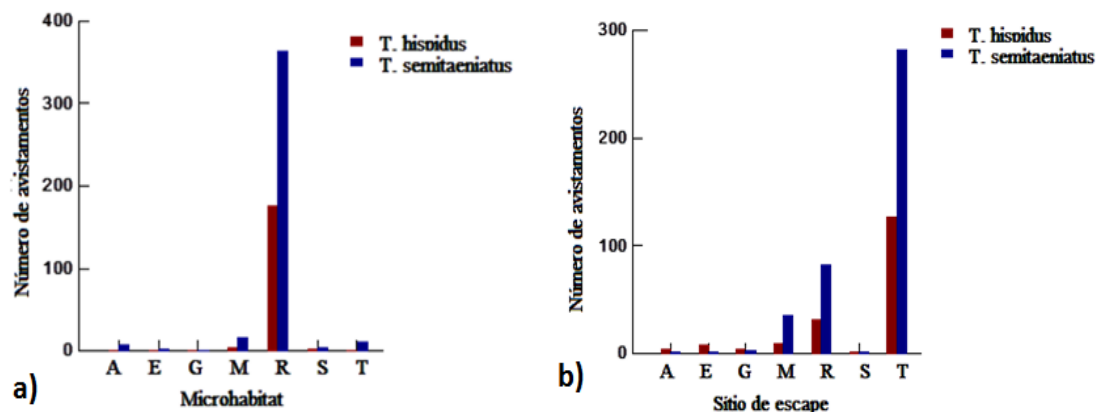 400
300
200
100
0
Número de avistamentos
T. hispidus
T. semitaeniatus
A E G M R S T
Microhabitat
a)
300
200
100
0
Número de avistamentos
T. hispidus
T. semitaeniatus
A E G M R S T
Sitio de escape
b)